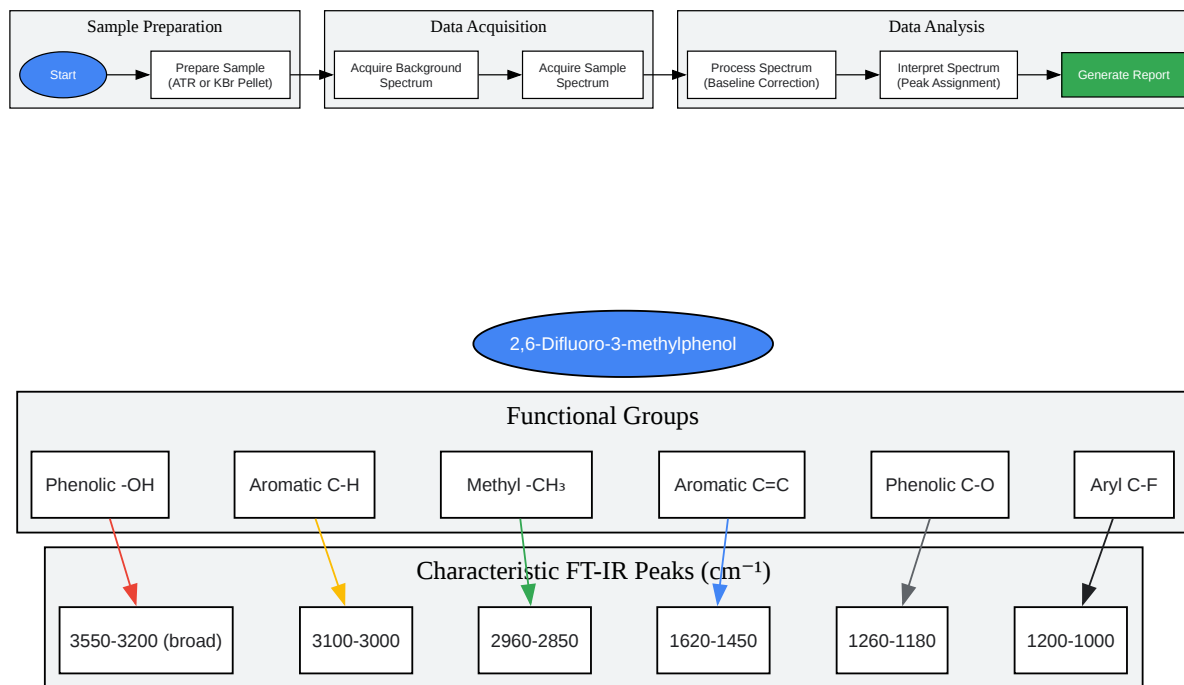 Sample Preparation
Data Acquisition
Data Analysis
Start
Prepare Sample
(ATR or KBr Pellet)
Acquire Background
Spectrum
Acquire Sample
Spectrum
Process Spectrum
(Baseline Correction)
Interpret Spectrum
(Peak Assignment)
Generate Report
2,6-Difluoro-3-methylphenol
Functional Groups
Phenolic -OH
Aromatic C-H
Methyl -CH₃
Aromatic C=C
Phenolic C-O
Aryl C-F
Characteristic FT-IR Peaks (cm⁻¹)
3550-3200 (broad)
3100-3000
2960-2850
1620-1450
1260-1180
1200-1000